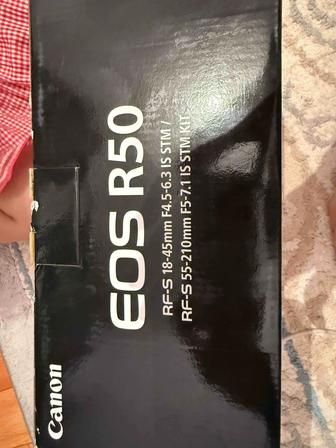 Canon
EOS R50
RF-S 18-45mm F4.5-6.3 IS STM /
RF-S 55-210mm F5-7.1 IS STM KIT